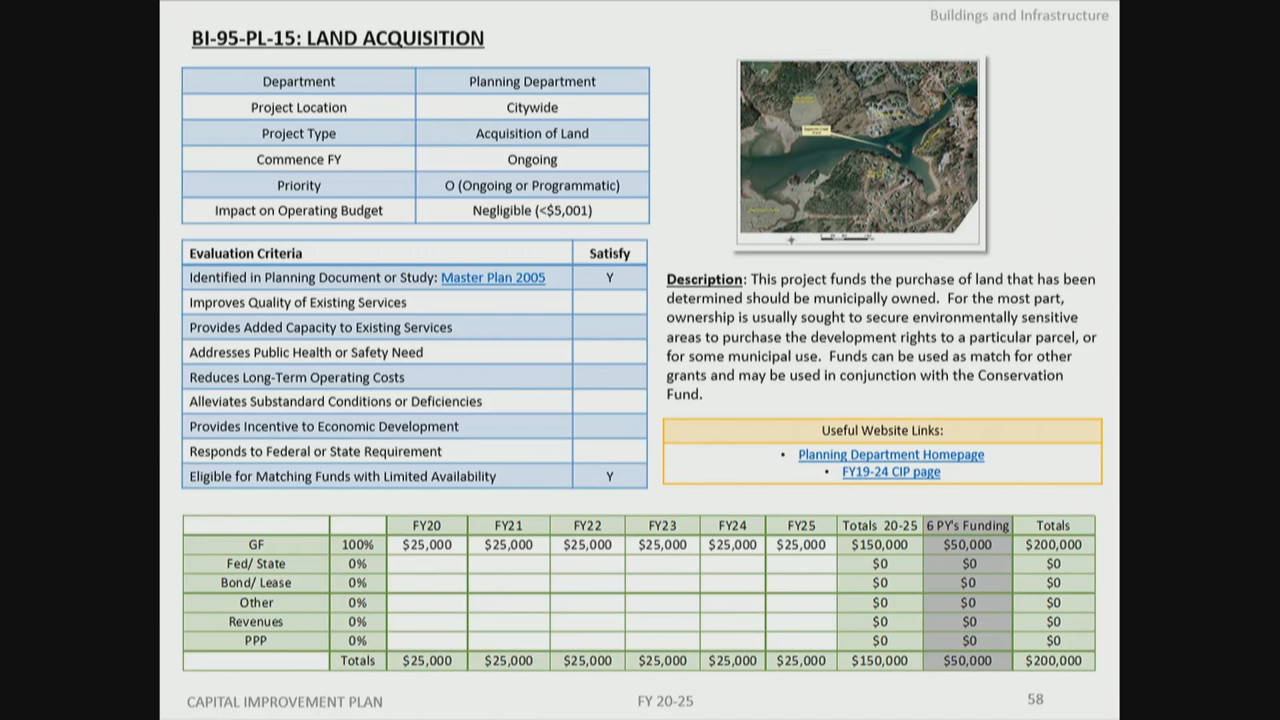 Buildings and Infrastructure
BI-95-PL-15: LAND ACQUISITION
Department Planning Department
Project Location Citywide
Project Type Acquisition of Land
Commence FY Ongoing
Priority O (Ongoing or Programmatic)
Impact on Operating Budget Negligible (<$5,001)
Evaluation Criteria Satisfy
Identified in Planning Document or Study: Master Plan 2005 Y
Improves Quality of Existing Services
Provides Added Capacity to Existing Services
Addresses Public Health or Safety Need
Reduces Long-Term Operating Costs
Alleviates Substandard Conditions or Deficiencies
Provides Incentive to Economic Development
Responds to Federal or State Requirement
Eligible for Matching Funds with Limited Availability Y
Description: This project funds the purchase of land that has been
determined should be municipally owned. For the most part,
ownership is usually sought to secure environmentally sensitive
areas to purchase the development rights to a particular parcel, or
for some municipal use. Funds can be used as match for other
grants and may be used in conjunction with the Conservation
Fund.
Useful Website Links:
• Planning Department Homepage
• FY19-24 CIP page
FY20 FY21 FY22 FY23 FY24 FY25 Totals 20-25 6 PY's Funding Totals
GF 100% $25,000 $25,000 $25,000 $25,000 $25,000 $25,000 $150,000 $50,000 $200,000
Fed/ State 0% $0 $0 $0
Bond/ Lease 0% $0 $0 $0
Other 0% $0 $0 $0
Revenues 0% $0 $0 $0
PPP 0% $0 $0 $0
Totals $25,000 $25,000 $25,000 $25,000 $25,000 $25,000 $150,000 $50,000 $200,000
CAPITAL IMPROVEMENT PLAN FY 20-25 58